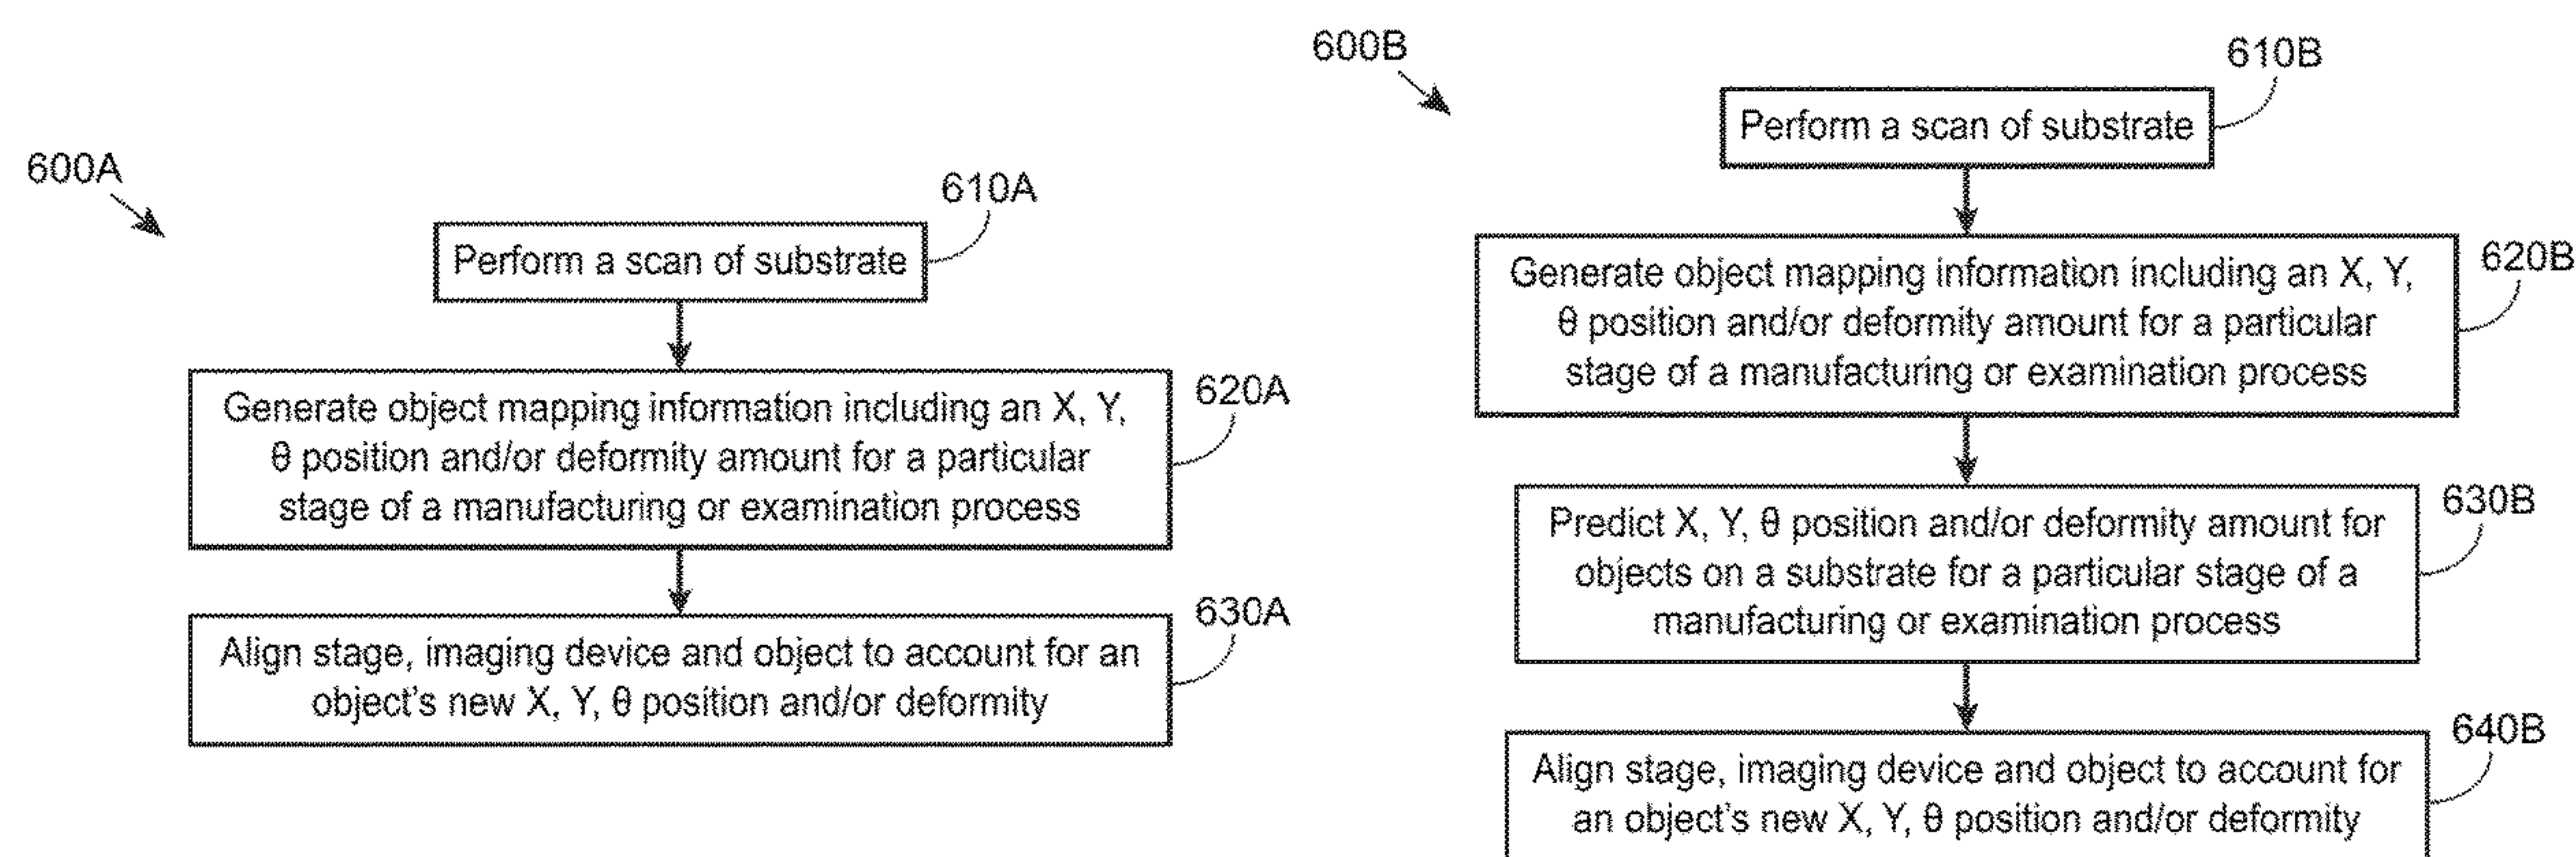 600A
610A
Perform a scan of substrate
620A
Generate object mapping information including an X, Y,
θ position and/or deformity amount for a particular
stage of a manufacturing or examination process
630A
Align stage, imaging device and object to account for an
object's new X, Y, θ position and/or deformity
600B
610B
Perform a scan of substrate
620B
Generate object mapping information including an X, Y,
θ position and/or deformity amount for a particular
stage of a manufacturing or examination process
630B
Predict X, Y, θ position and/or deformity amount for
objects on a substrate for a particular stage of a
manufacturing or examination process
640B
Align stage, imaging device and object to account for
an object's new X, Y, θ position and/or deformity